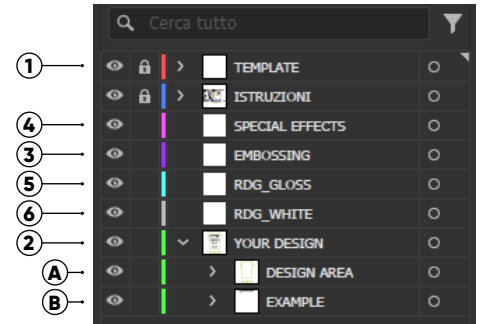 Cerca tutto
1 TEMPLATE
ISTRUZIONI
4 SPECIAL EFFECTS
3 EMBOSSING
5 RDG_GLOSS
6 RDG_WHITE
2 YOUR DESIGN
A DESIGN AREA
B EXAMPLE